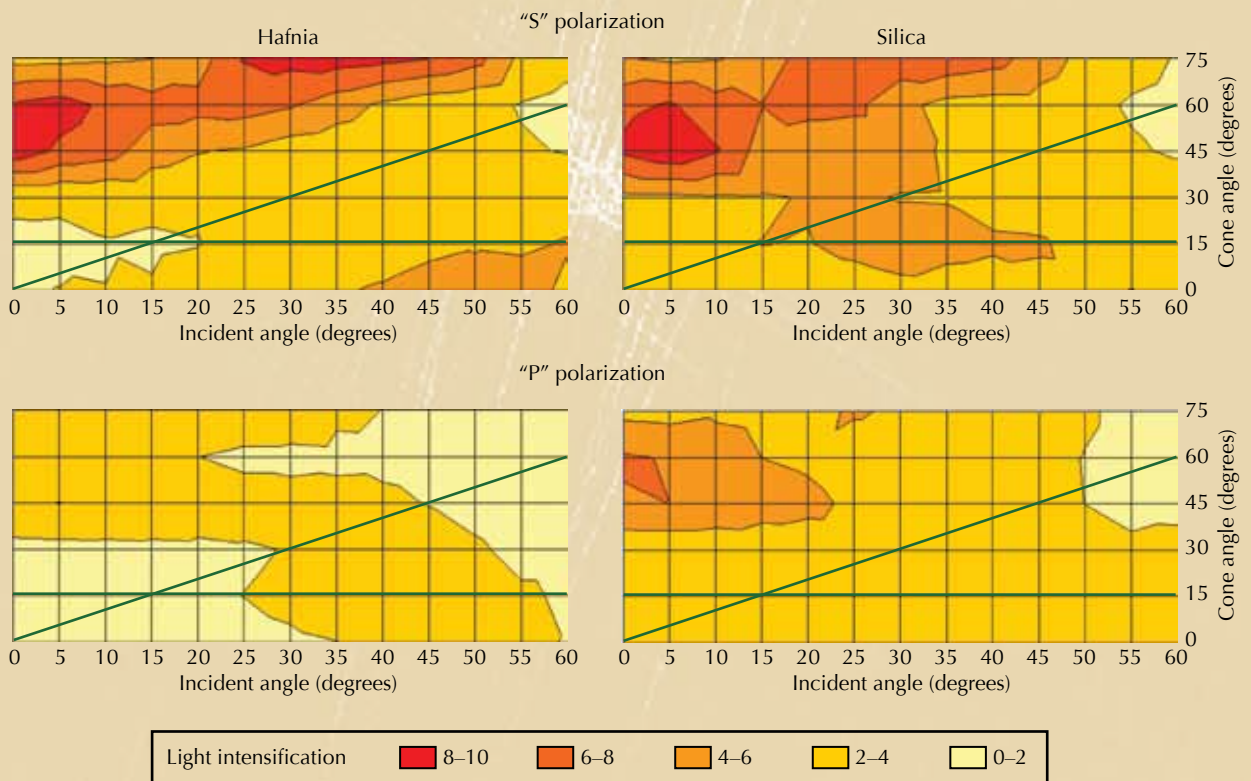 “S” polarization
Hafnia Silica
75
60
45
30
15
0
Cone angle (degrees)
0 5 10 15 20 25 30 35 40 45 50 55 60 0 5 10 15 20 25 30 35 40 45 50 55 60
Incident angle (degrees) Incident angle (degrees)
“P” polarization
75
60
45
30
15
0
Cone angle (degrees)
0 5 10 15 20 25 30 35 40 45 50 55 60 0 5 10 15 20 25 30 35 40 45 50 55 60
Incident angle (degrees) Incident angle (degrees)
Light intensification 8–10 6–8 4–6 2–4 0–2